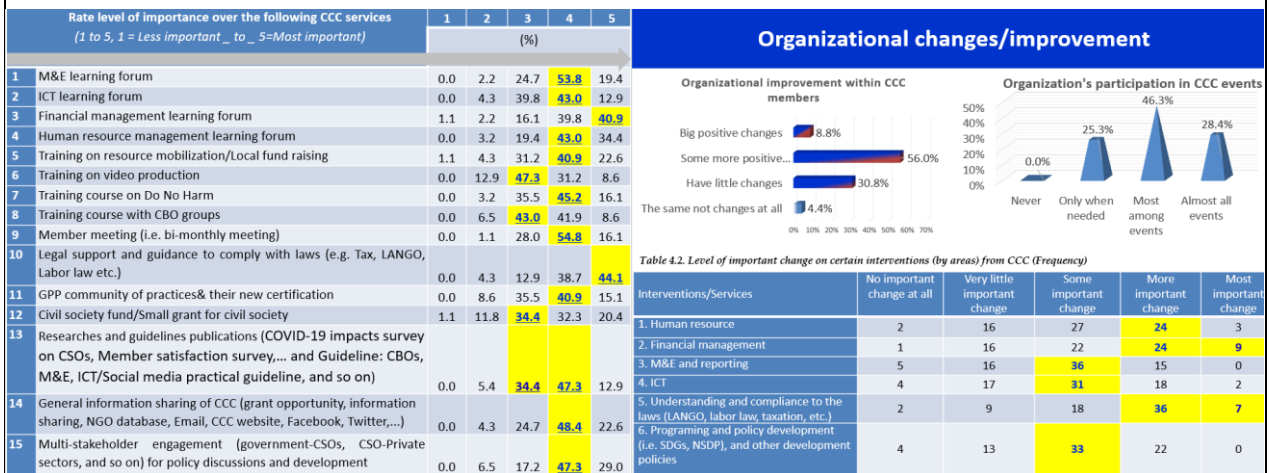 Rate level of importance over the following CCC services 1 2 3 4 5
(1 to 5, 1 = Less important _ to _ 5=Most important) (%)
1 M&E learning forum 0.0 2.2 24.7 53.8 19.4
2 ICT learning forum 0.0 4.3 39.8 43.0 12.9
3 Financial management learning forum 1.1 2.2 16.1 39.8 40.9
4 Human resource management learning forum 0.0 3.2 19.4 43.0 34.4
5 Training on resource mobilization/Local fund raising 1.1 4.3 31.2 40.9 22.6
6 Training on video production 0.0 12.9 47.3 31.2 8.6
7 Training course on Do No Harm 0.0 3.2 35.5 45.2 16.1
8 Training course with CBO groups 0.0 6.5 43.0 41.9 8.6
9 Member meeting (i.e. bi-monthly meeting) 0.0 1.1 28.0 54.8 16.1
10 Legal support and guidance to comply with laws (e.g. Tax, LANGO,
Labor law etc.) 0.0 4.3 12.9 38.7 44.1
11 GPP community of practices& their new certification 0.0 8.6 35.5 40.9 15.1
12 Civil society fund/Small grant for civil society 1.1 11.8 34.4 32.3 20.4
13 Researches and guidelines publications (COVID-19 impacts survey
on CSOs, Member satisfaction survey,... and Guideline: CBOs,
M&E, ICT/Social media practical guideline, and so on) 0.0 5.4 34.4 47.3 12.9
14 General information sharing of CCC (grant opportunity, information
sharing, NGO database, Email, CCC website, Facebook, Twitter,...) 0.0 4.3 24.7 48.4 22.6
15 Multi-stakeholder engagement (government-CSOs, CSO-Private
sectors, and so on) for policy discussions and development 0.0 6.5 17.2 47.3 29.0
Organizational changes/improvement
Organizational improvement within CCC
members
Big positive changes 8.8%
Some more positive... 56.0%
Have little changes 30.8%
The same not changes at all 4.4%
0% 10% 20% 30% 40% 50% 60% 70%
Organization's participation in CCC events
50%
40%
30%
20%
10%
0%
0.0% 25.3% 46.3% 28.4%
Never Only when Most Almost all
needed among events
events
Table 4.2. Level of important change on certain interventions (by areas) from CCC (Frequency)
Interventions/Services No important Very little Some More Most
change at all important important important important
change change change change
1. Human resource 2 16 27 24 3
2. Financial management 1 16 22 24 9
3. M&E and reporting 5 16 36 15 0
4. ICT 4 17 31 18 2
5. Understanding and compliance to the
laws (LANGO, labor law, taxation, etc.) 2 9 18 36 7
6. Programing and policy development
(i.e. SDGs, NSDP), and other development
policies 4 13 33 22 0